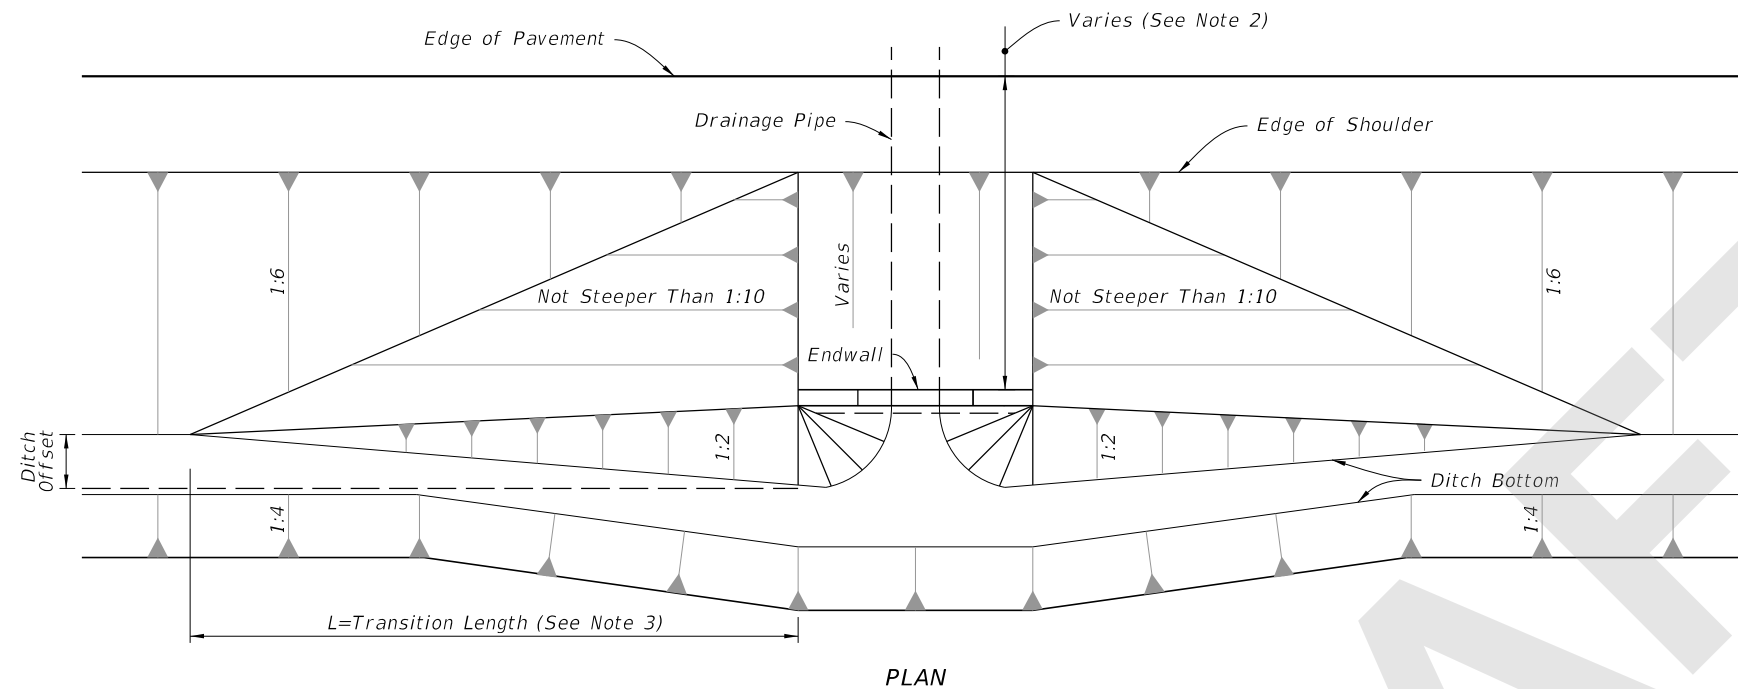 Varies (See Note 2)
Edge of Pavement
Drainage Pipe
Edge of Shoulder
1:6
Varies
1:6
Not Steeper Than 1:10
Not Steeper Than 1:10
Endwall
Ditch
Offset
1:2
1:2
Ditch Bottom
1:4
1:4
L=Transition Length (See Note 3)
PLAN